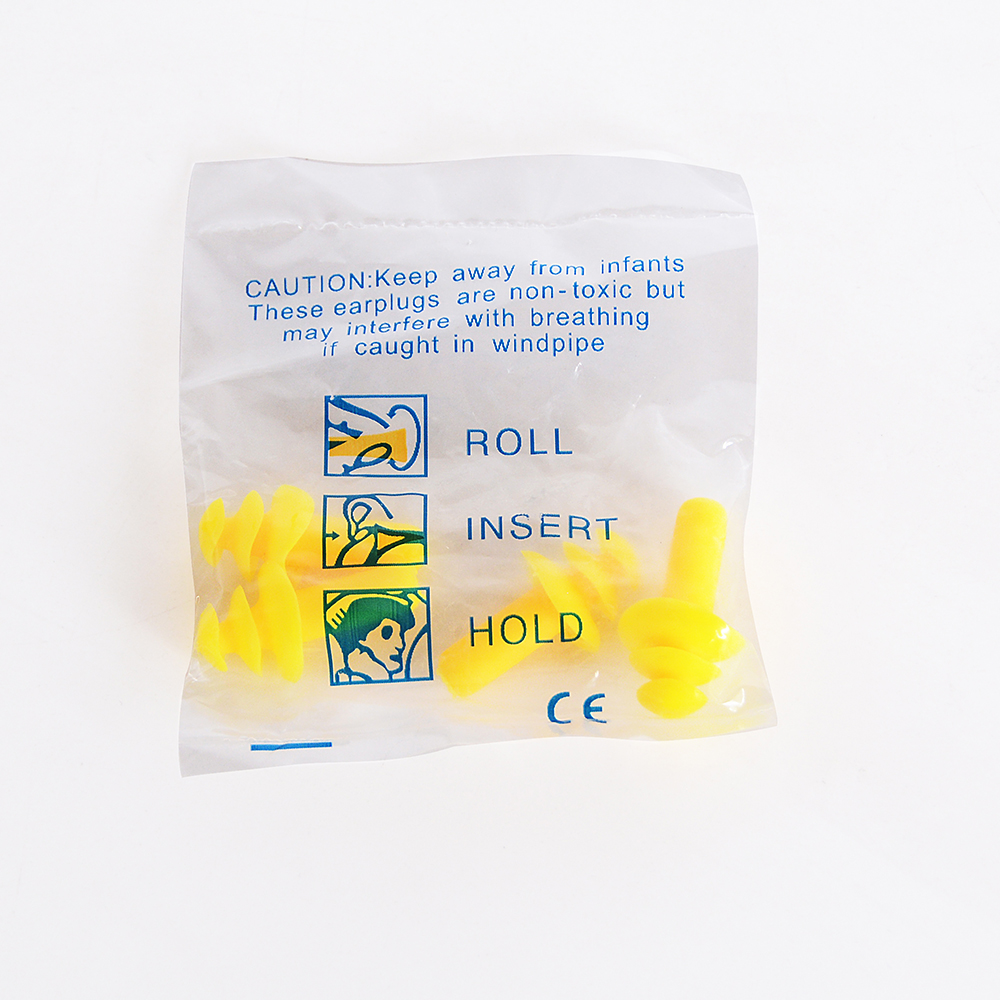 CAUTION:Keep away from infants
These earplugs are non-toxic but
may interfere with breathing
if caught in windpipe
ROLL
INSERT
HOLD
CE